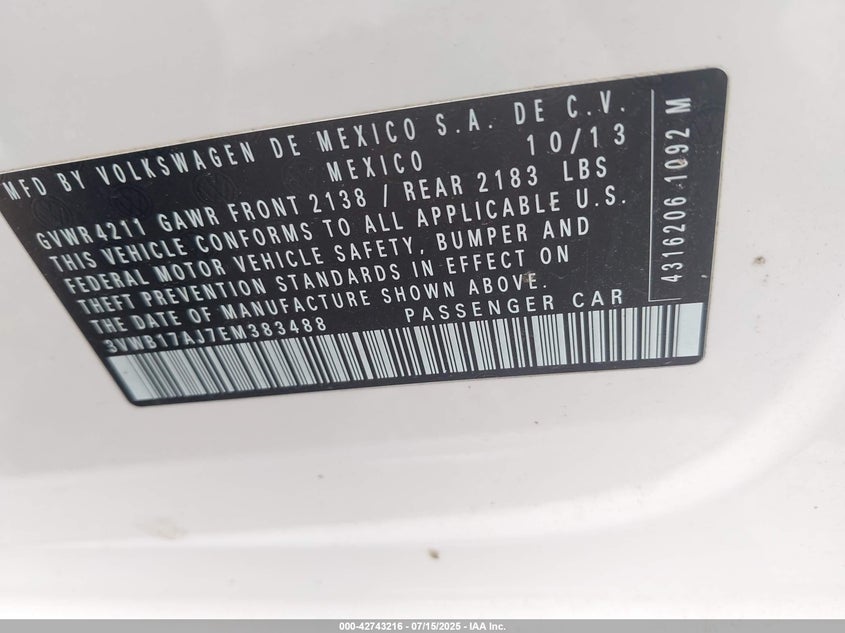 MFD BY VOLKSWAGEN DE MEXICO S.A. DE C.V.
MEXICO 10/13
GVWR 4211 GAWR FRONT 2138 / REAR 2183 LBS
THIS VEHICLE CONFORMS TO ALL APPLICABLE U.S.
FEDERAL MOTOR VEHICLE SAFETY, BUMPER AND
THEFT PREVENTION STANDARDS IN EFFECT ON
THE DATE OF MANUFACTURE SHOWN ABOVE.
3VWB17AJ7EM383488 PASSENGER CAR
4316206 1092 M
000-42743216 - 07/15/2025 - IAA Inc.